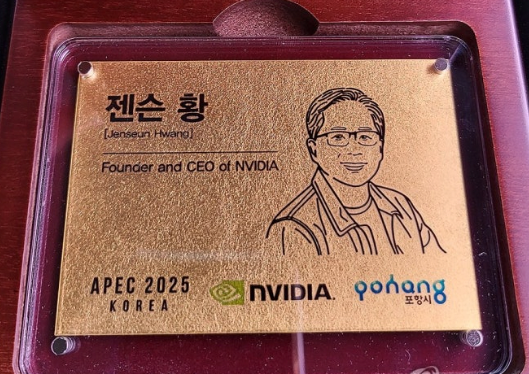 젠슨 황
[Jenseun Hwang]
Founder and CEO of NVIDIA
APEC 2025
KOREA
NVIDIA.
pohang
포항시